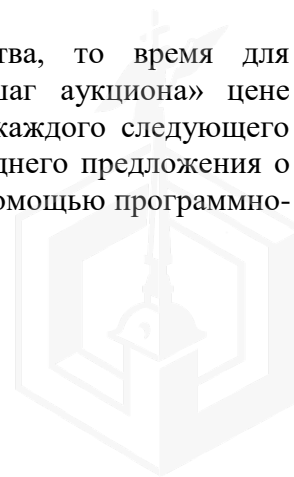 тва, то время для
шаг аукциона» цене
каждого следующего
днего предложения о
омощью программно-